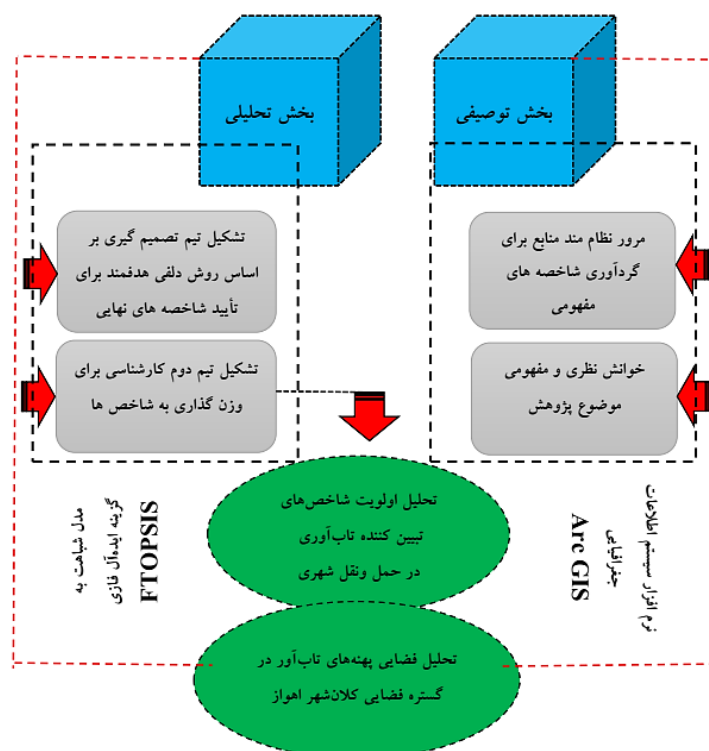 بخش توصیفی
بخش تحلیلی
مرور نظام مند منابع برای
گردآوری شاخصه های
مفهومی
خوانش نظری و مفهومی
موضوع پژوهش
تشکیل تیم تصمیم گیری بر
اساس روش دلفی هدفمند برای
تأیید شاخصه های نهایی
تشکیل تیم دوم کارشناسی برای
وزن گذاری به شاخص ها
تحلیل اولویت شاخص‌های
تبیین کننده تاب‌آوری
در حمل ونقل شهری
تحلیل فضایی پهنه‌های تاب‌آور در
گستره فضایی کلان‌شهر اهواز
نرم افزار سیستم اطلاعات
جغرافیایی
Arc GIS
مدل شباهت به
گزینه ایده‌آل فازی
FTOPSIS